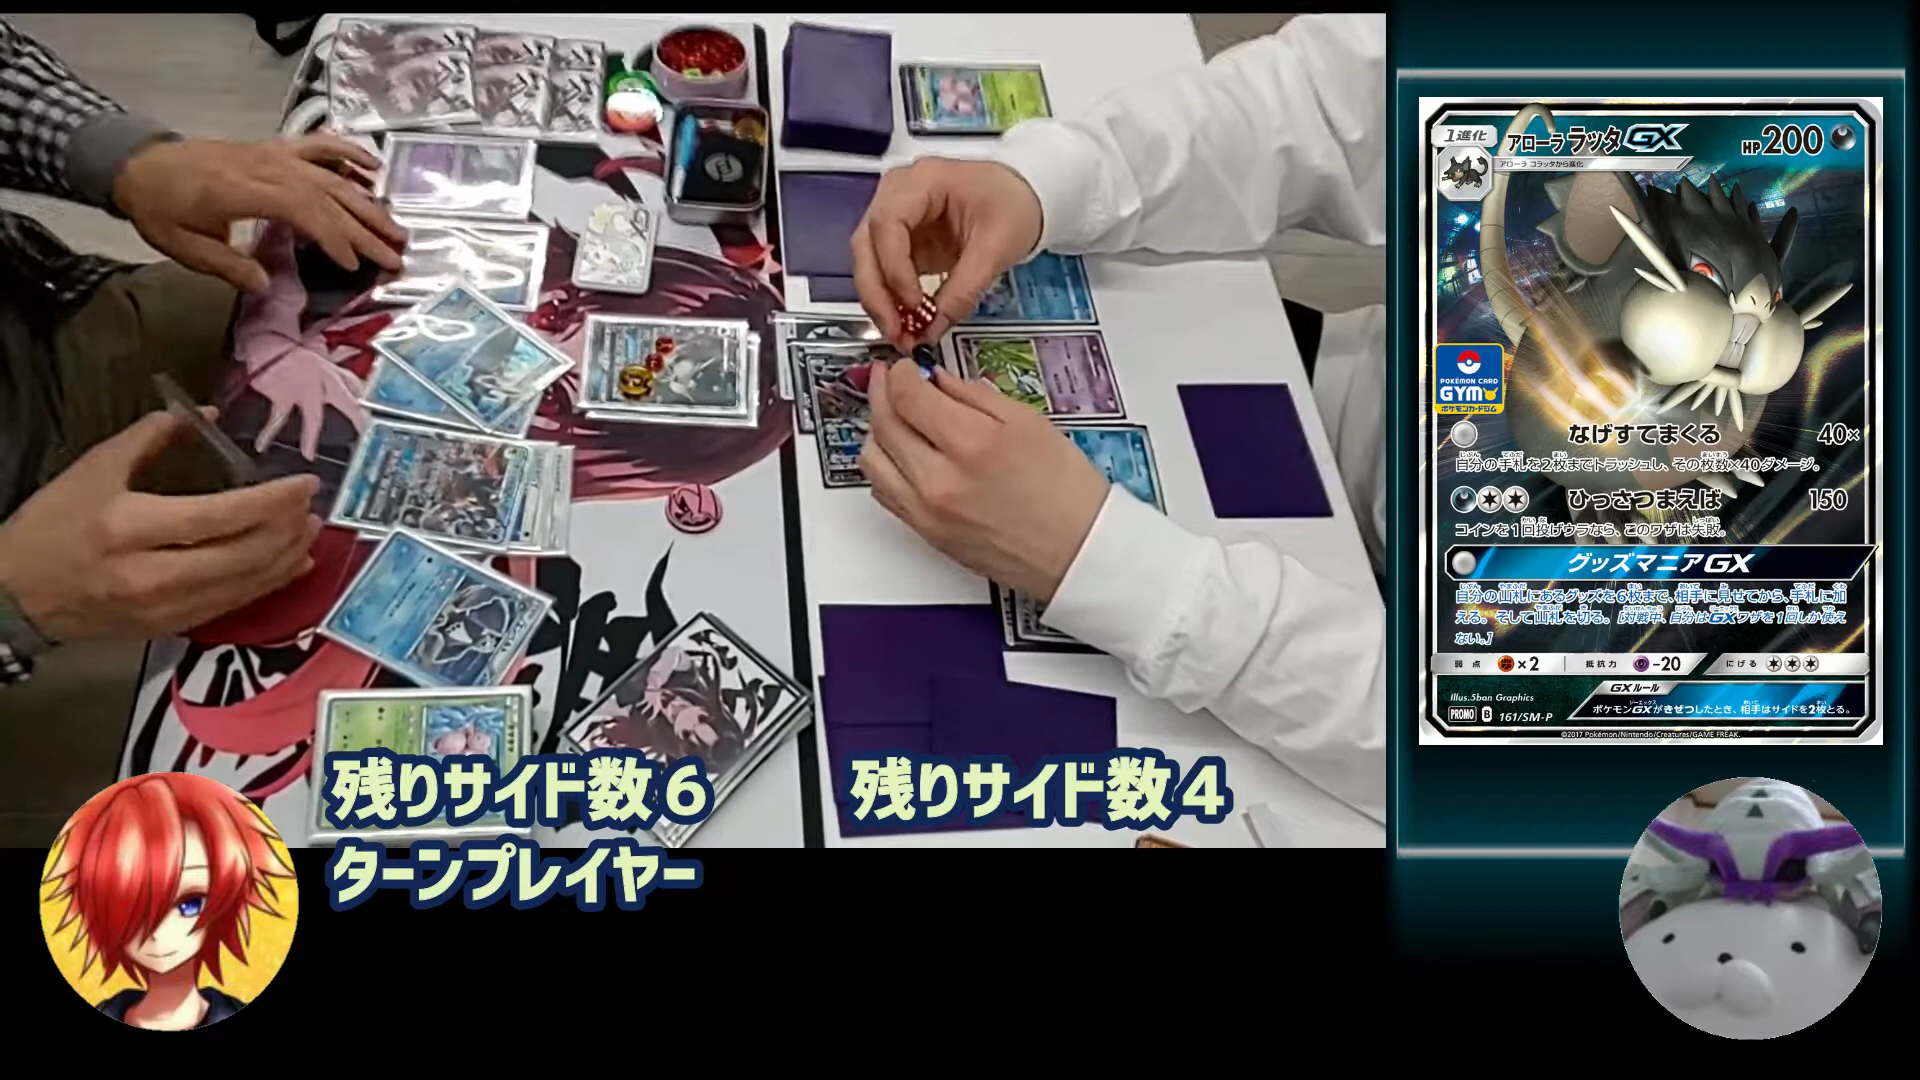 1進化
アローラ ラッタGX
HP200
アローラ コラッタから進化
POKÉMON CARD
GYM
ポケモンカードジム
なげすてまくる 40×
自分の手札を2枚までトラッシュし、その枚数×40ダメージ。
ひっさつまえば 150
コインを1回投げウラなら、このワザは失敗。
グッズマニアGX
自分の山札にあるグッズを6枚まで、相手に見せてから、手札に加
える。そして山札を切る。[対戦中、自分はGXワザを1回しか使え
ない。]
弱点 ×2 抵抗力 -20 にげる
GXルール
ポケモンGXがきぜつしたとき、相手はサイドを2枚とる。
Illus.5ban Graphics
PROMO B 161/SM-P
©2017 Pokémon/Nintendo/Creatures/GAME FREAK.
残りサイド数6
ターンプレイヤー
残りサイド数4